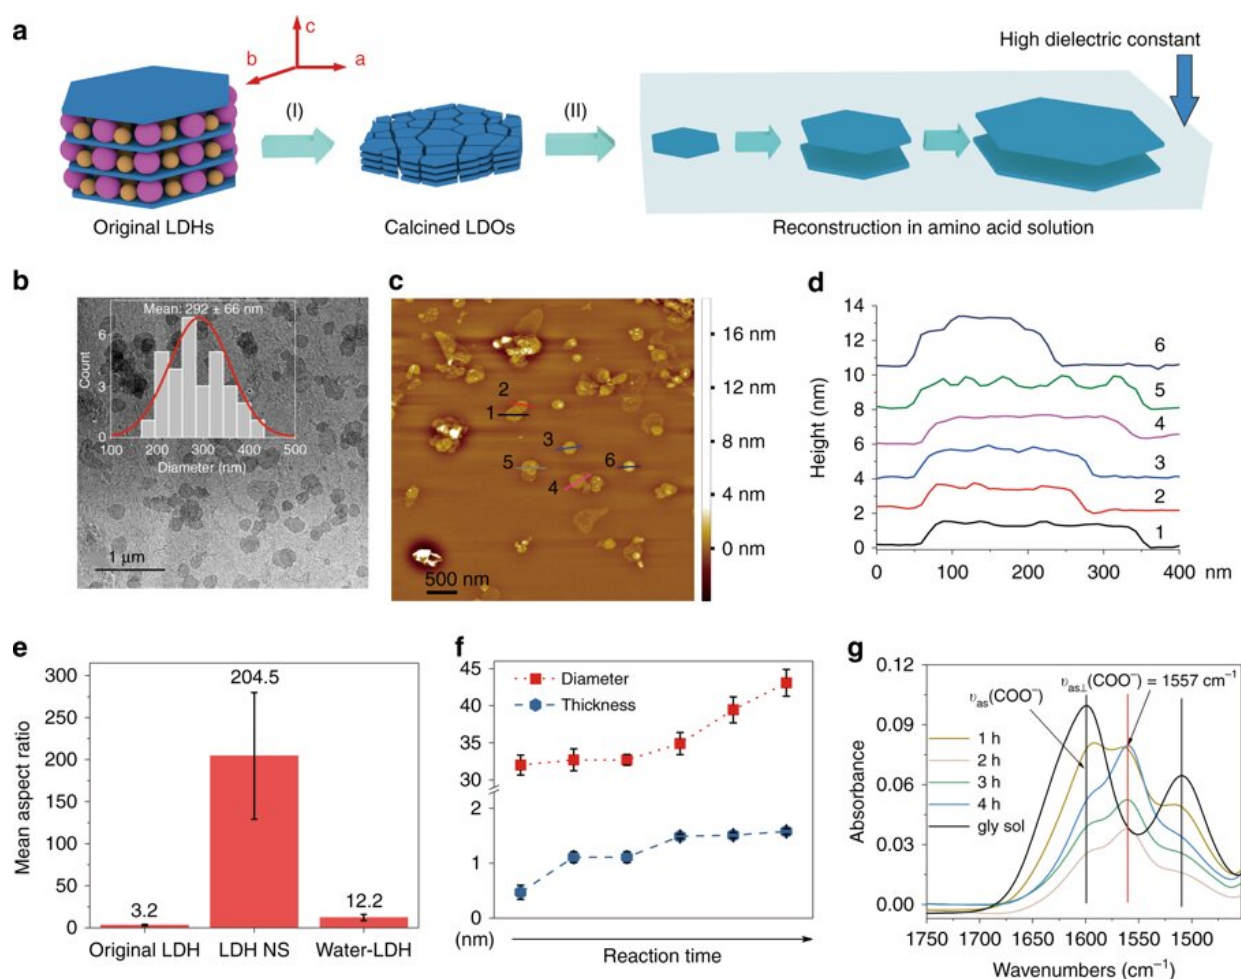 a
c
b
a
(I)
(II)
High dielectric constant
Original LDHs
Calcined LDOs
Reconstruction in amino acid solution
b
Mean: 292 ± 66 nm
6
3
0
Count
100 200 300 400 500
Diameter (nm)
1 μm
c
2
1
3
5
6
4
500 nm
16 nm
12 nm
8 nm
4 nm
0 nm
d
14
12
10
8
6
4
2
0
Height (nm)
6
5
4
3
2
1
0 100 200 300 400 nm
e
300
250
200
150
100
50
0
Mean aspect ratio
3.2
204.5
12.2
Original LDH LDH NS Water-LDH
f
45
40
35
30
2
1
0
(nm)
Diameter
Thickness
Reaction time
g
0.12
0.09
0.06
0.03
0.00
Absorbance
υas(COO⁻)
υas⊥(COO⁻) = 1557 cm⁻¹
1 h
2 h
3 h
4 h
gly sol
1750 1700 1650 1600 1550 1500
Wavenumbers (cm⁻¹)